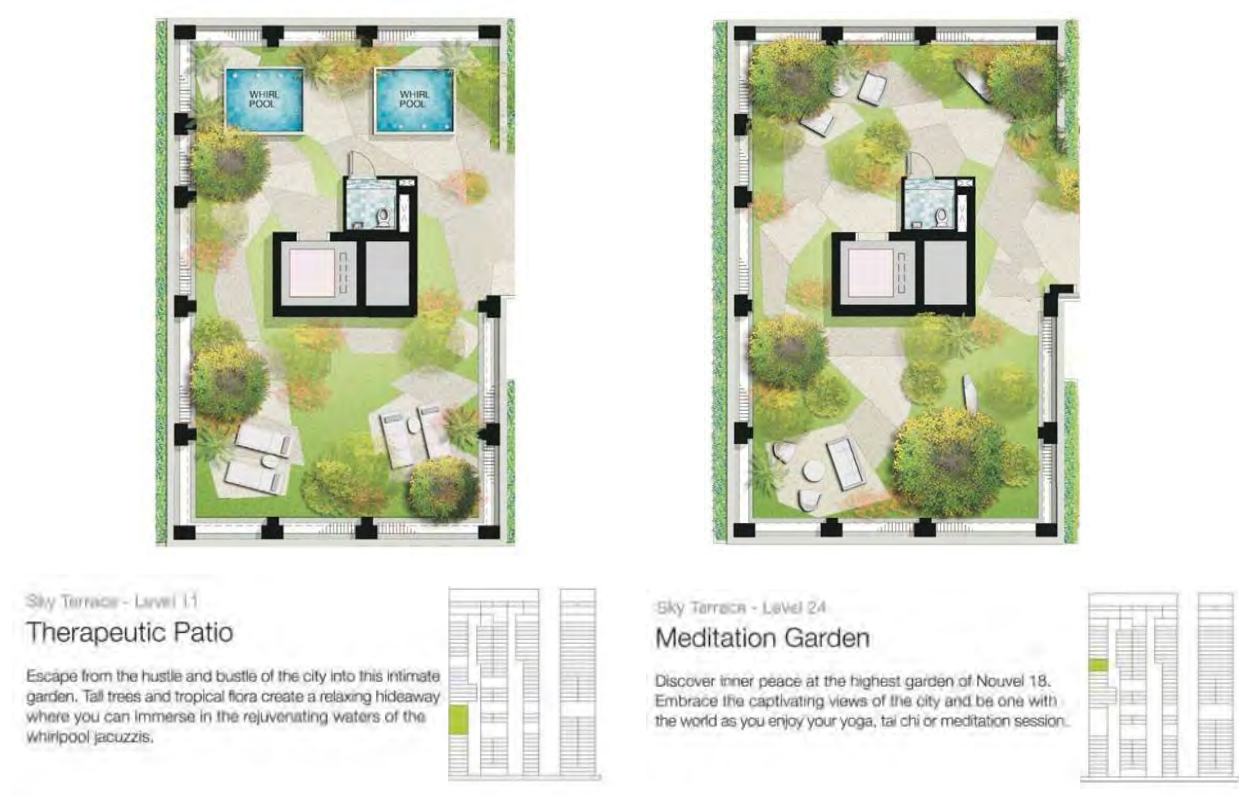 WHIRL
POOL
WHIRL
POOL
Sky Terrace - Level 11
Therapeutic Patio
Escape from the hustle and bustle of the city into this intimate
garden. Tall trees and tropical flora create a relaxing hideaway
where you can immerse in the rejuvenating waters of the
whirlpool jacuzzis.
Sky Terrace - Level 24
Meditation Garden
Discover inner peace at the highest garden of Nouvel 18.
Embrace the captivating views of the city and be one with
the world as you enjoy your yoga, tai chi or meditation session.